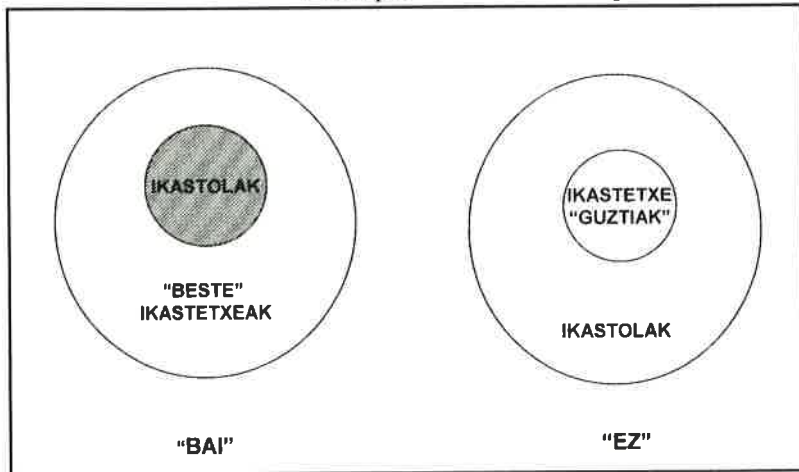 IKASTOLAK
"BESTE"
IKASTETXEAK
"BAI"
IKASTETXE
"GUZTIAK"
IKASTOLAK
"EZ"